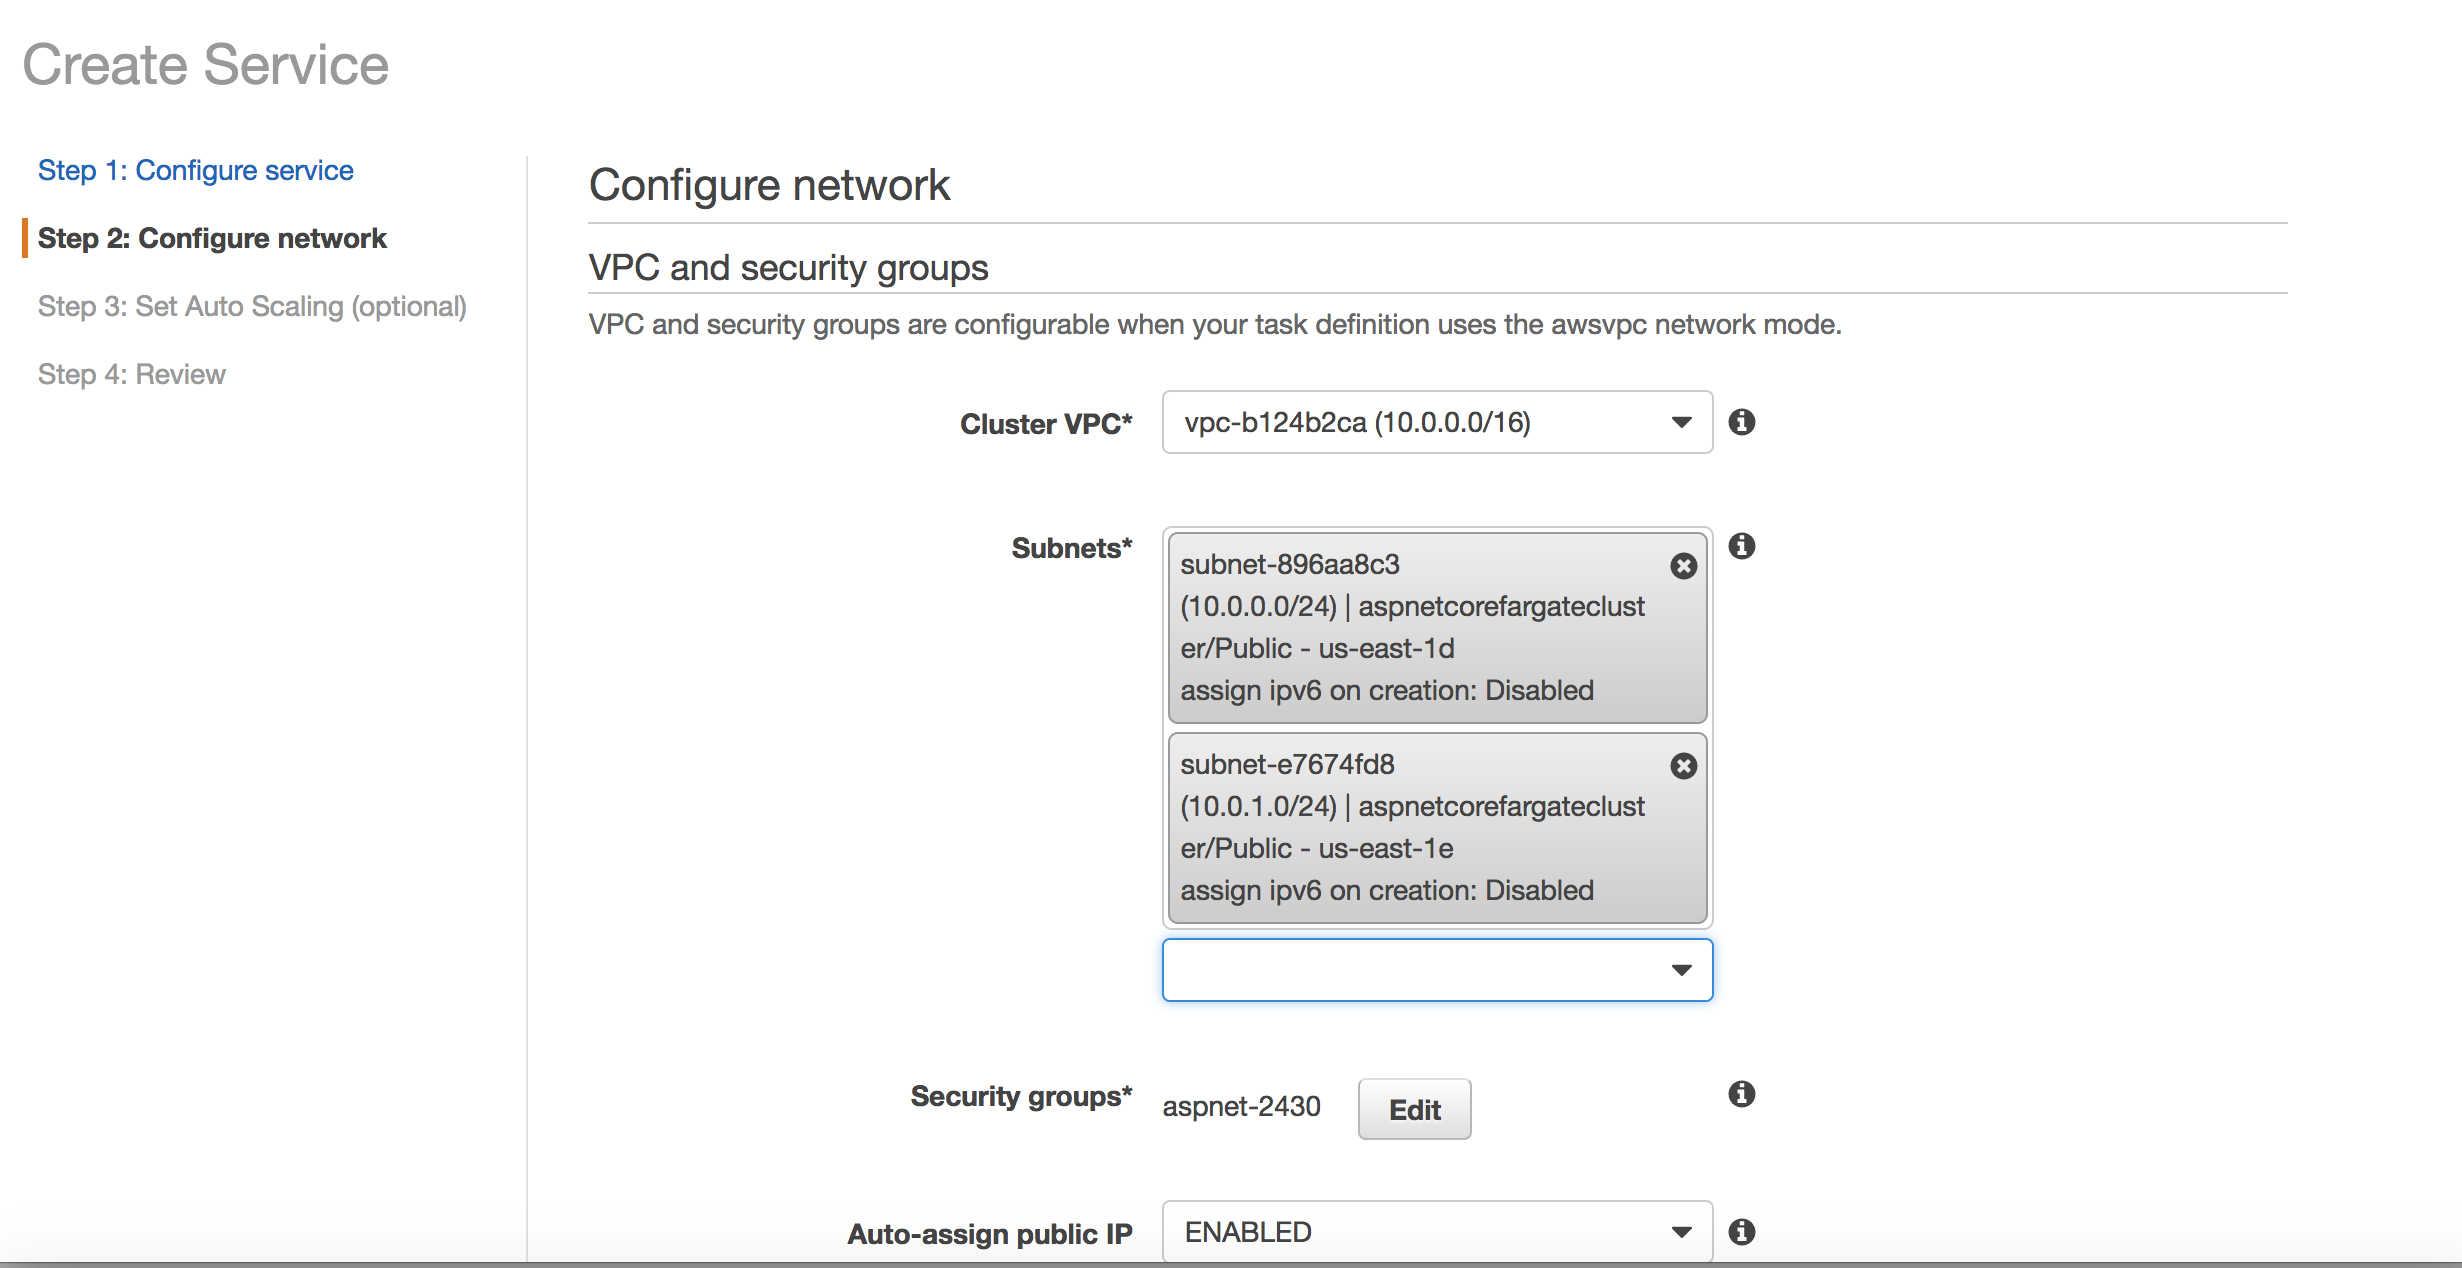 Create Service
Step 1: Configure service
Step 2: Configure network
Step 3: Set Auto Scaling (optional)
Step 4: Review
Configure network
VPC and security groups
VPC and security groups are configurable when your task definition uses the awsvpc network mode.
Cluster VPC* vpc-b124b2ca (10.0.0.0/16)
Subnets*
subnet-896aa8c3
(10.0.0.0/24) | aspnetcorefargateclust
er/Public - us-east-1d
assign ipv6 on creation: Disabled
subnet-e7674fd8
(10.0.1.0/24) | aspnetcorefargateclust
er/Public - us-east-1e
assign ipv6 on creation: Disabled
Security groups* aspnet-2430 Edit
Auto-assign public IP ENABLED